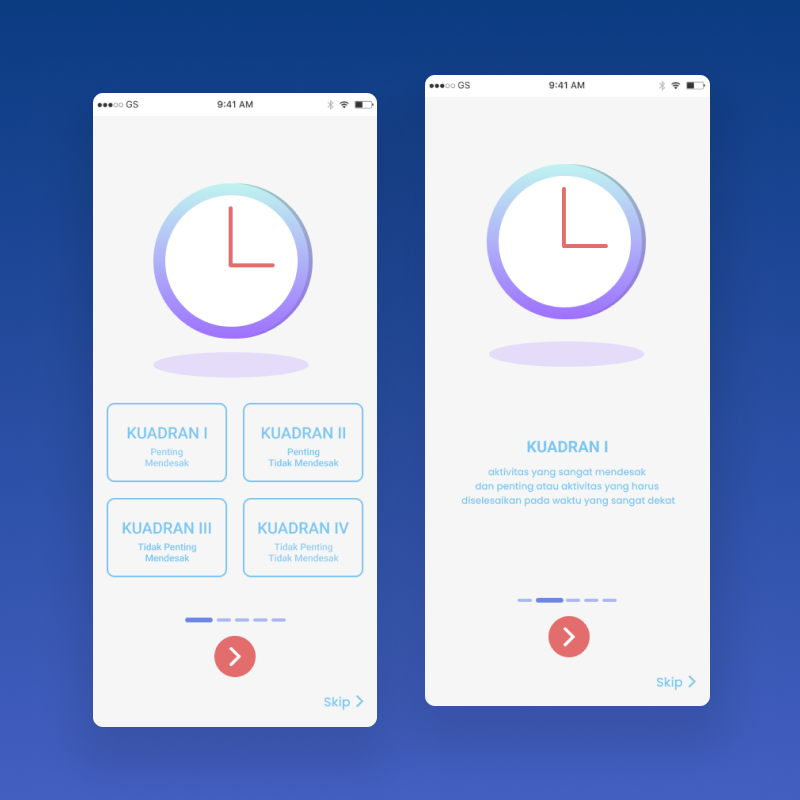 GS 9:41 AM
KUADRAN I
Penting
Mendesak
KUADRAN II
Penting
Tidak Mendesak
KUADRAN III
Tidak Penting
Mendesak
KUADRAN IV
Tidak Penting
Tidak Mendesak
Skip
GS 9:41 AM
KUADRAN I
aktivitas yang sangat mendesak
dan penting atau aktivitas yang harus
diselesaikan pada waktu yang sangat dekat
Skip